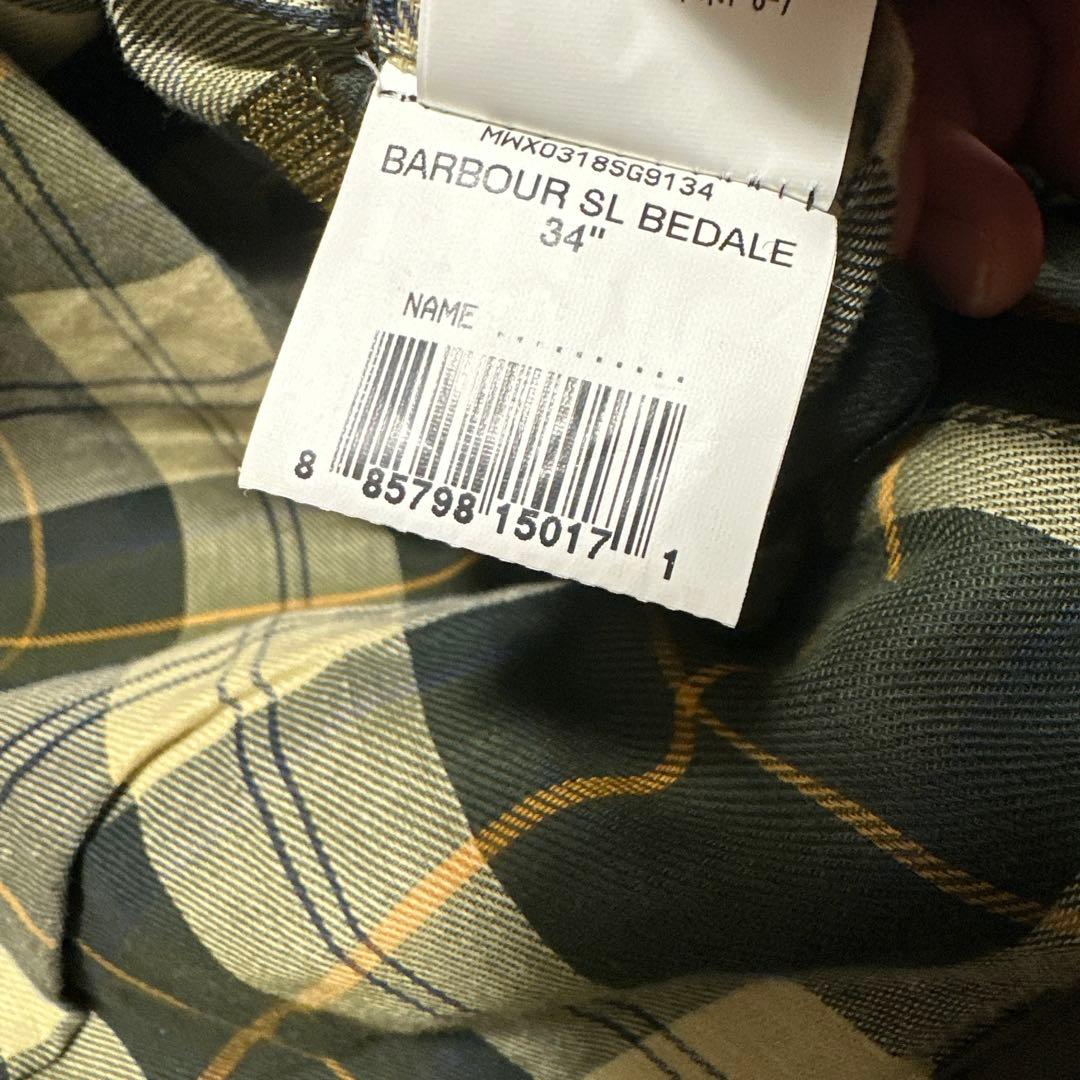 MWX0318SG9134
BARBOUR SL BEDALE
34"
NAME ..........
8 85798 15017 1